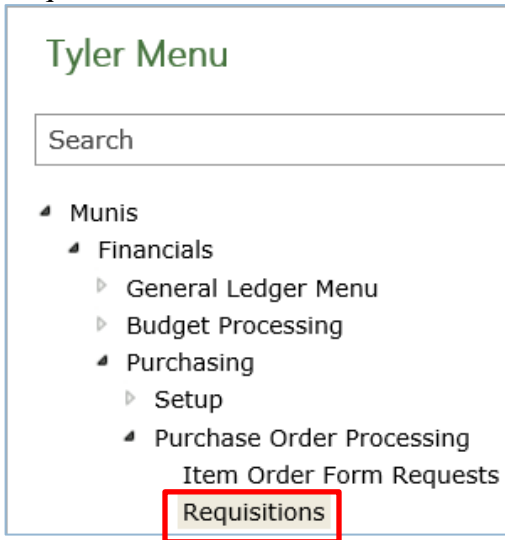 Tyler Menu
Search
Munis
Financials
General Ledger Menu
Budget Processing
Purchasing
Setup
Purchase Order Processing
Item Order Form Requests
Requisitions